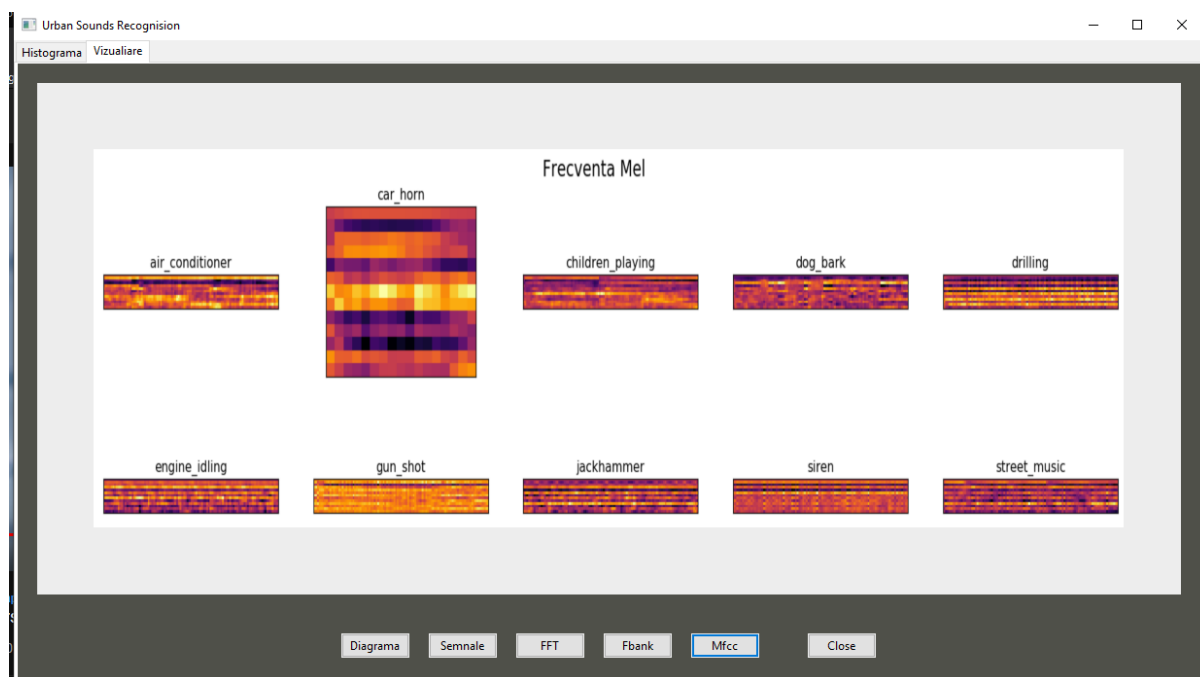 Urban Sounds Recognision
Histograma
Vizualiare
Frecventa Mel
car_horn
air_conditioner
children_playing
dog_bark
drilling
engine_idling
gun_shot
jackhammer
siren
street_music
Diagrama
Semnale
FFT
Fbank
Mfcc
Close